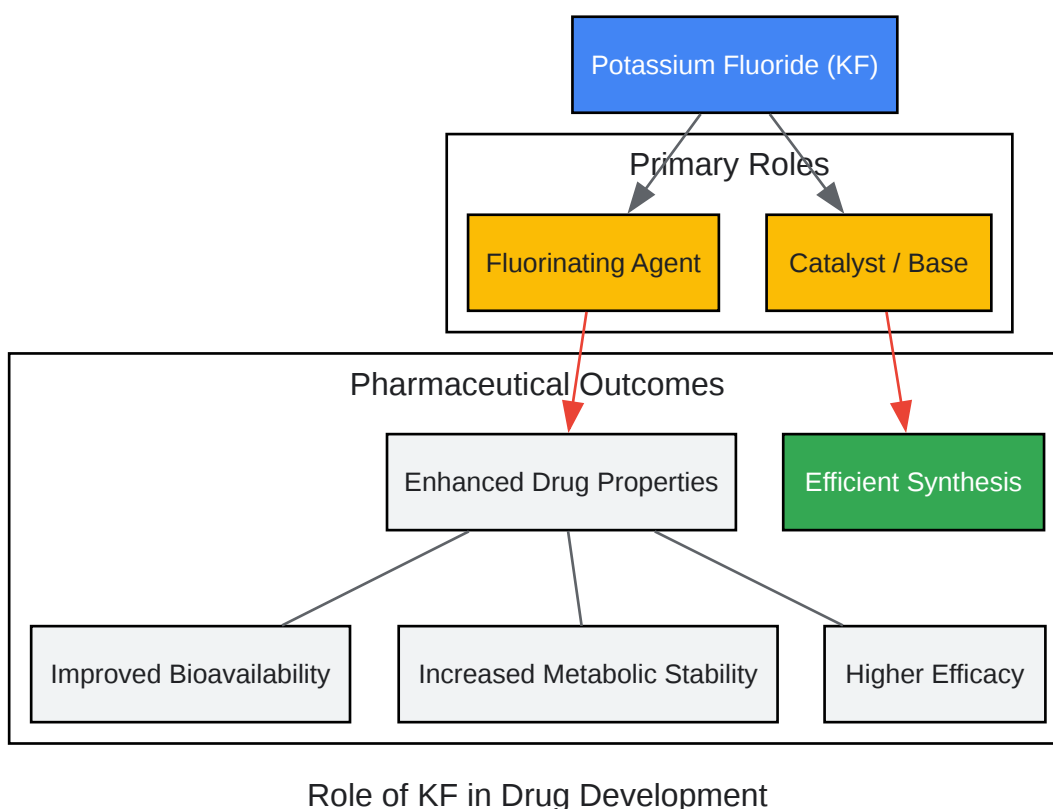 Potassium Fluoride (KF)
Primary Roles
Fluorinating Agent
Catalyst / Base
Pharmaceutical Outcomes
Enhanced Drug Properties
Efficient Synthesis
Improved Bioavailability
Increased Metabolic Stability
Higher Efficacy
Role of KF in Drug Development